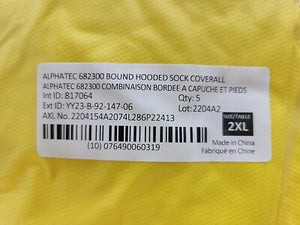 ALPHATEC 682300 BOUND HOODED SOCK COVERALL
ALPHATEC 682300 COMBINAISON BORDEE A CAPUCHE ET PIEDS
Int ID: 817064
Qty: 5
Ext ID: YY23-B-92-147-06
Lot: 2204A2
AXL No. 2204154A2074L286P22413
SIZE/TAILLE
2XL
(10) 076490060319
Made in China
Fabriqué en Chine